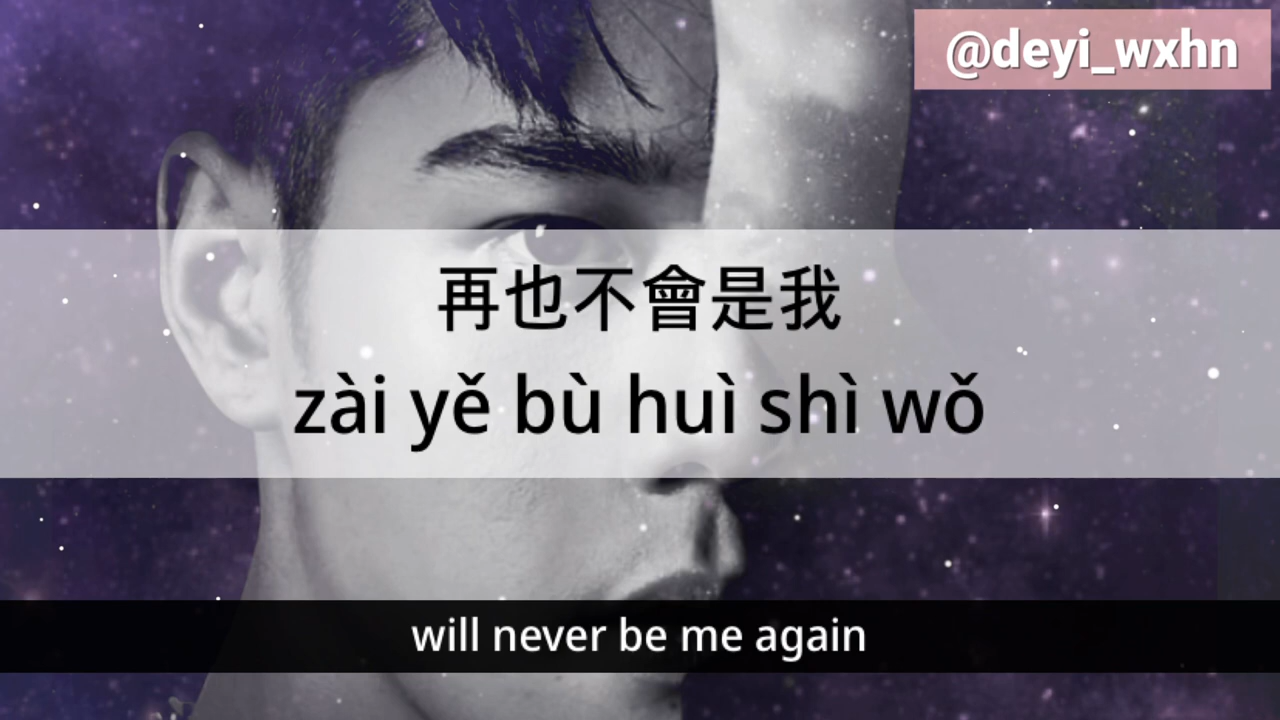 @deyi_wxhn
再也不會是我
zài yě bù huì shì wǒ
will never be me again